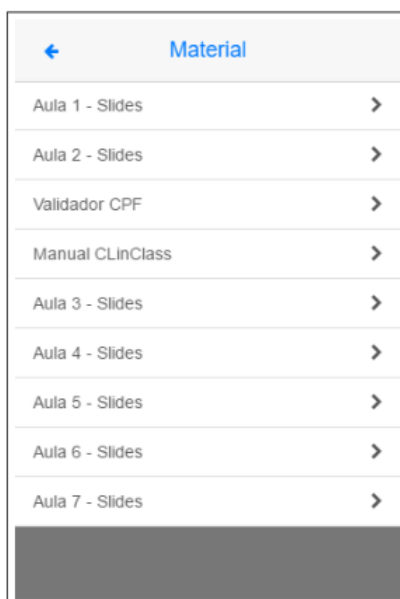 Material
Aula 1 - Slides
Aula 2 - Slides
Validador CPF
Manual CLinClass
Aula 3 - Slides
Aula 4 - Slides
Aula 5 - Slides
Aula 6 - Slides
Aula 7 - Slides